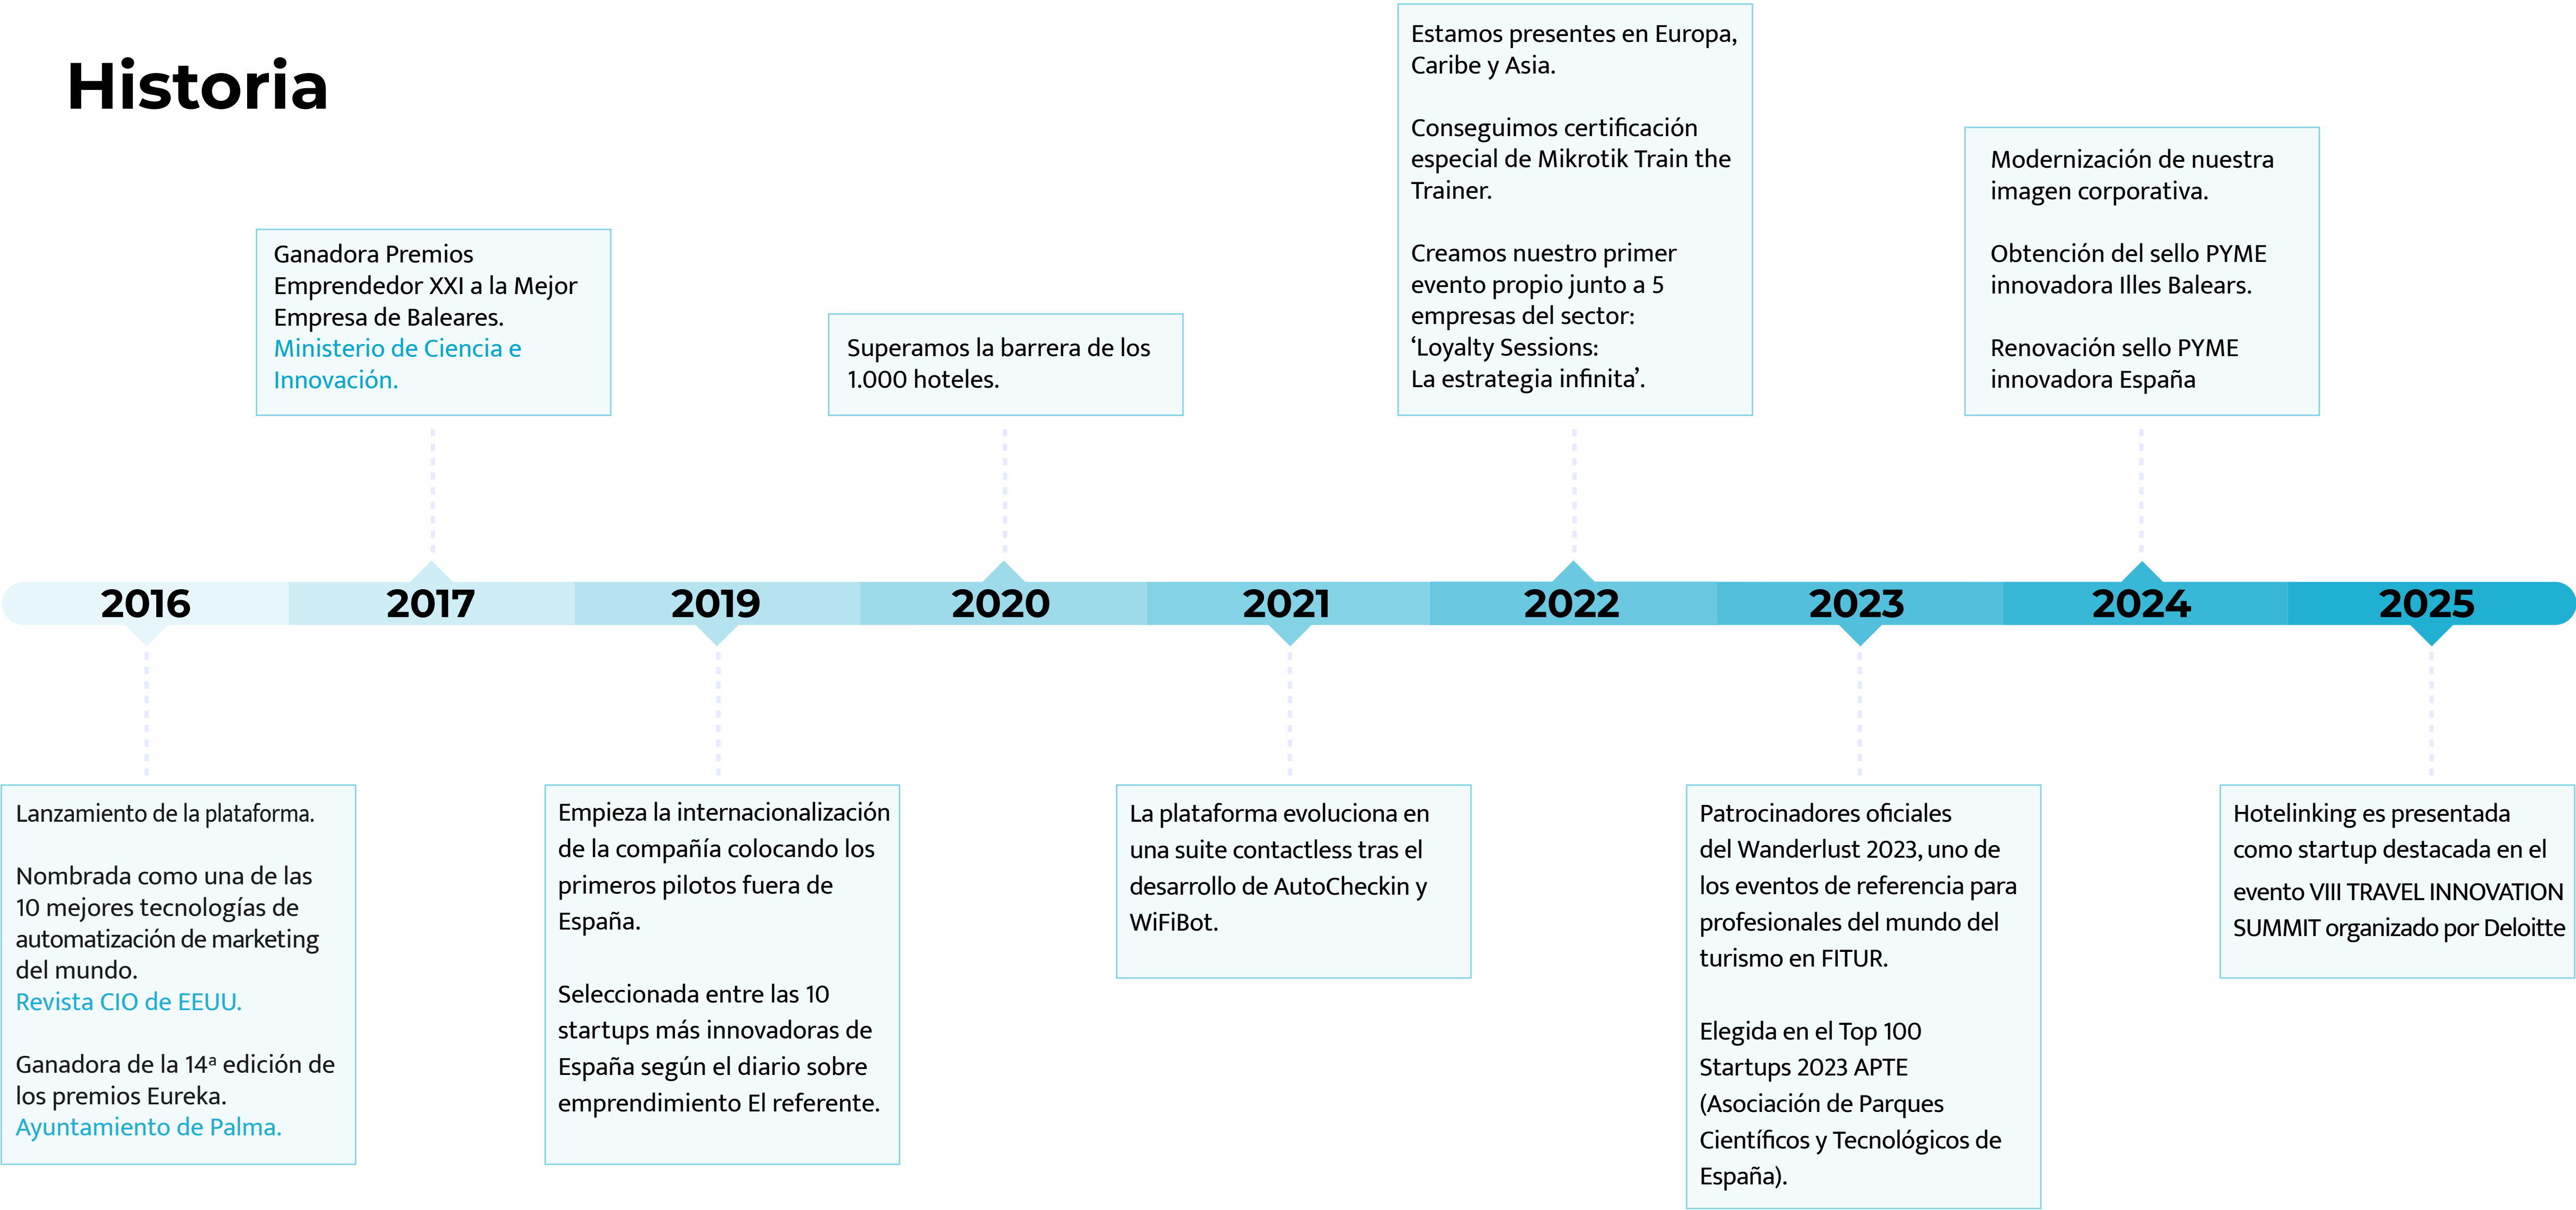 Historia
Estamos presentes en Europa,
Caribe y Asia.
Conseguimos certificación
especial de Mikrotik Train the
Trainer.
Creamos nuestro primer
evento propio junto a 5
empresas del sector:
‘Loyalty Sessions:
La estrategia infinita’.
Modernización de nuestra
imagen corporativa.
Obtención del sello PYME
innovadora Illes Balears.
Renovación sello PYME
innovadora España
Ganadora Premios
Emprendedor XXI a la Mejor
Empresa de Baleares.
Ministerio de Ciencia e
Innovación.
Superamos la barrera de los
1.000 hoteles.
2016
2017
2019
2020
2021
2022
2023
2024
2025
Lanzamiento de la plataforma.
Nombrada como una de las
10 mejores tecnologías de
automatización de marketing
del mundo.
Revista CIO de EEUU.
Ganadora de la 14ª edición de
los premios Eureka.
Ayuntamiento de Palma.
Empieza la internacionalización
de la compañía colocando los
primeros pilotos fuera de
España.
Seleccionada entre las 10
startups más innovadoras de
España según el diario sobre
emprendimiento El referente.
La plataforma evoluciona en
una suite contactless tras el
desarrollo de AutoCheckin y
WiFiBot.
Patrocinadores oficiales
del Wanderlust 2023, uno de
los eventos de referencia para
profesionales del mundo del
turismo en FITUR.
Elegida en el Top 100
Startups 2023 APTE
(Asociación de Parques
Científicos y Tecnológicos de
España).
Hotelinking es presentada
como startup destacada en el
evento VIII TRAVEL INNOVATION
SUMMIT organizado por Deloitte